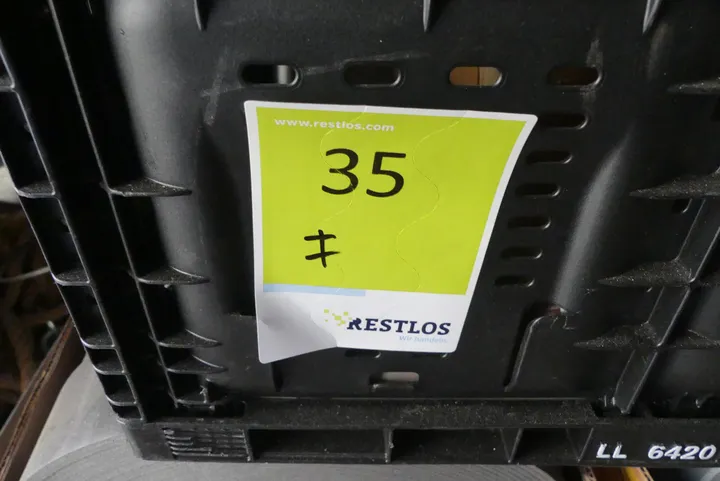 www.restlos.com
35
‡
RESTLOS
Wir handeln.
LL 6420